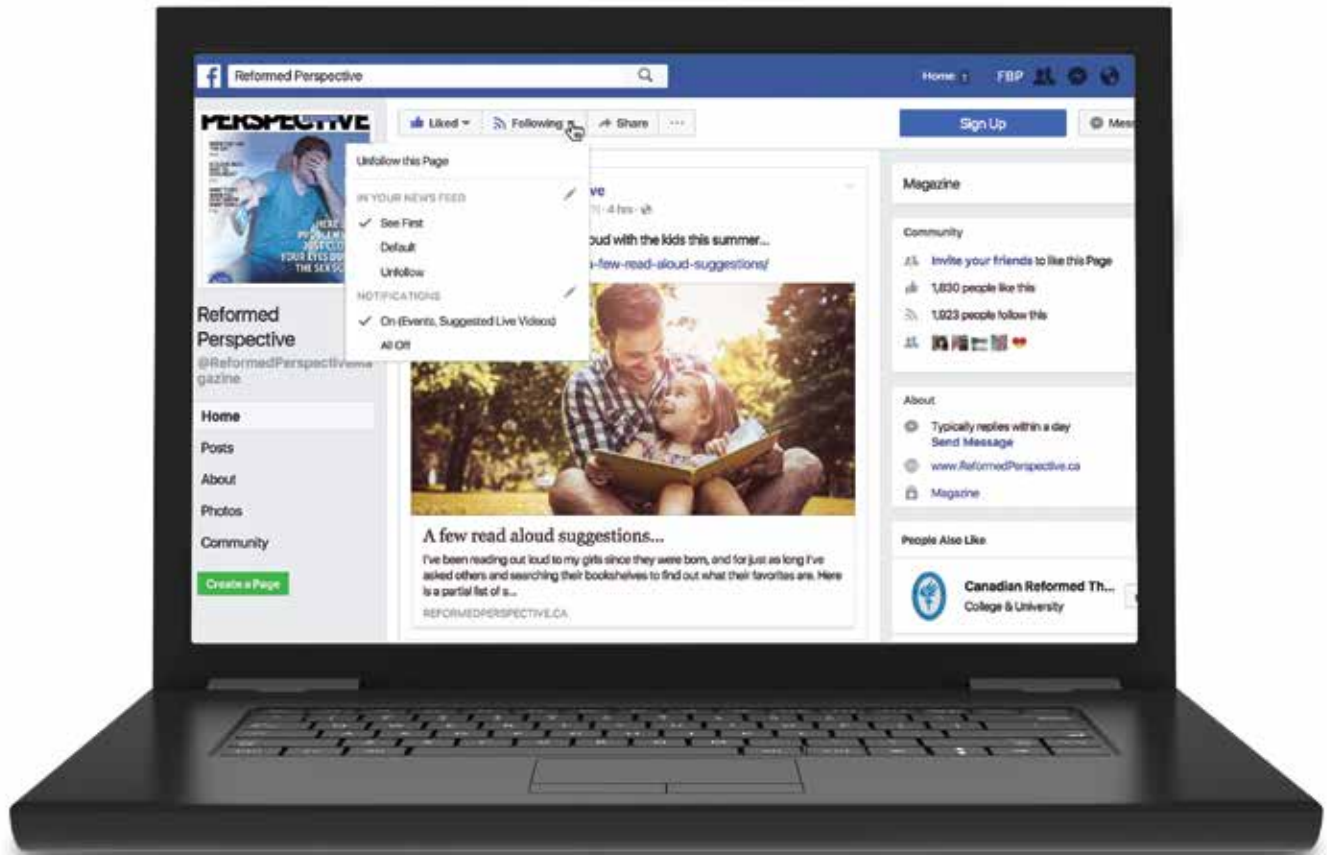 f Reformed Perspective
Home
FBP
PERSPECTIVE
HERE
JUST
YOUR EYES
THE SEX
Reformed
Perspective
@ReformedPerspectiveMa
gazine
Home
Posts
About
Photos
Community
Create a Page
Liked
Following
Share
...
Unfollow this Page
IN YOUR NEWS FEED
See First
Default
Unfollow
NOTIFICATIONS
On (Events, Suggested Live Videos)
All Off
ve
4 hrs
oud with the kids this summer...
a-few-read-aloud-suggestions/
A few read aloud suggestions...
I've been reading out loud to my girls since they were born, and for just as long I've
asked others and searching their bookshelves to find out what their favorites are. Here
is a partial list of s...
REFORMEDPERSPECTIVE.CA
Sign Up
Mess
Magazine
Community
Invite your friends to like this Page
1,830 people like this
1,923 people follow this
About
Typically replies within a day
Send Message
www.ReformedPerspective.ca
Magazine
People Also Like
Canadian Reformed Th...
College & University